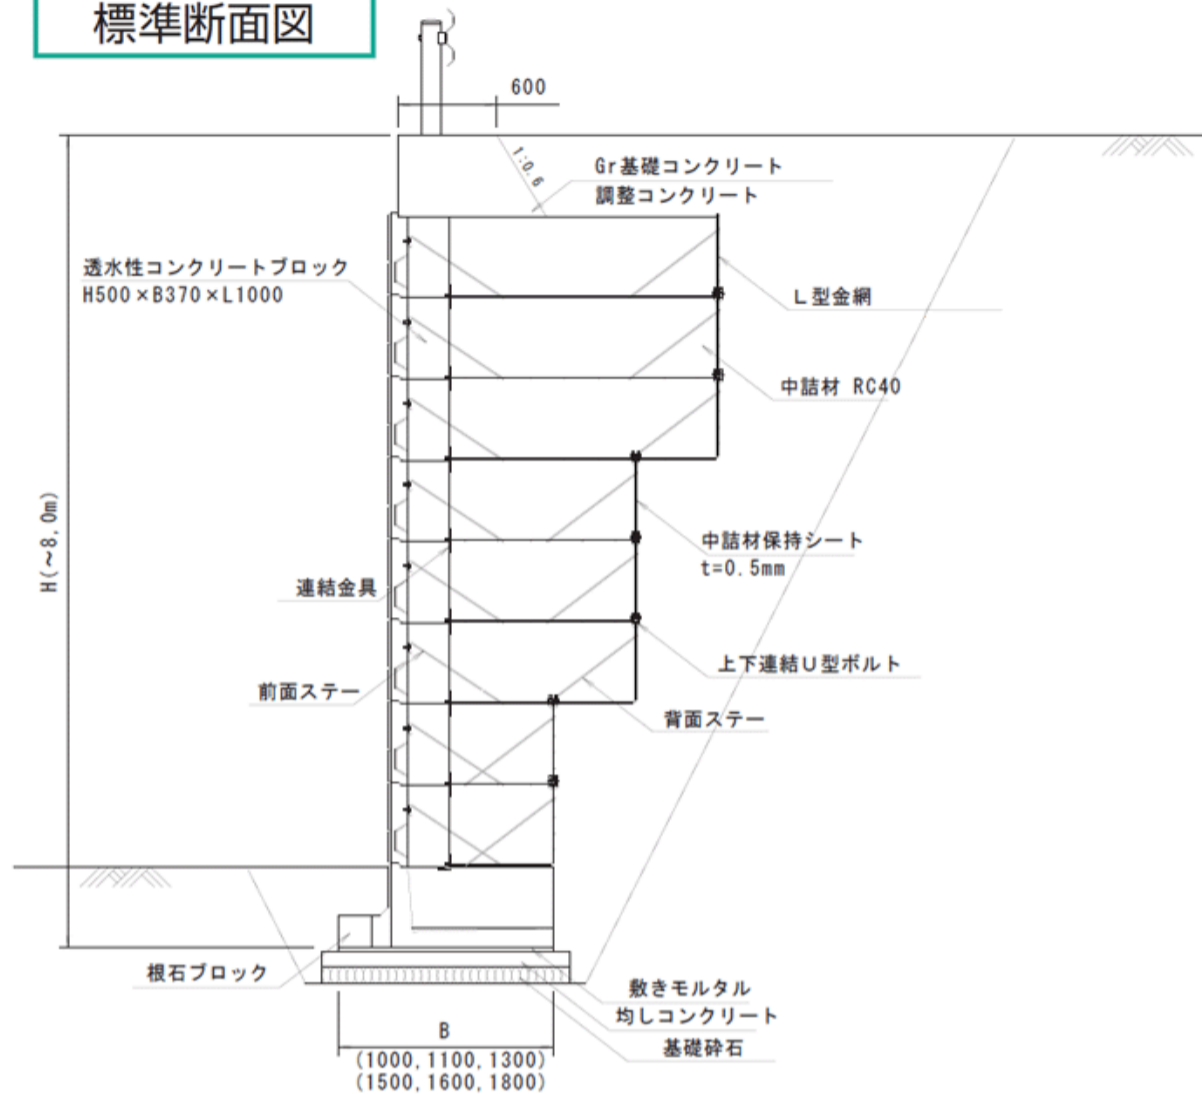 標準断面図
600
1:0.6
Gr基礎コンクリート
調整コンクリート
透水性コンクリートブロック
H500×B370×L1000
L型金網
中詰材 RC40
H(~8.0m)
中詰材保持シート
t=0.5mm
連結金具
上下連結U型ボルト
前面ステー
背面ステー
根石ブロック
敷きモルタル
均しコンクリート
基礎砕石
B
(1000,1100,1300)
(1500,1600,1800)